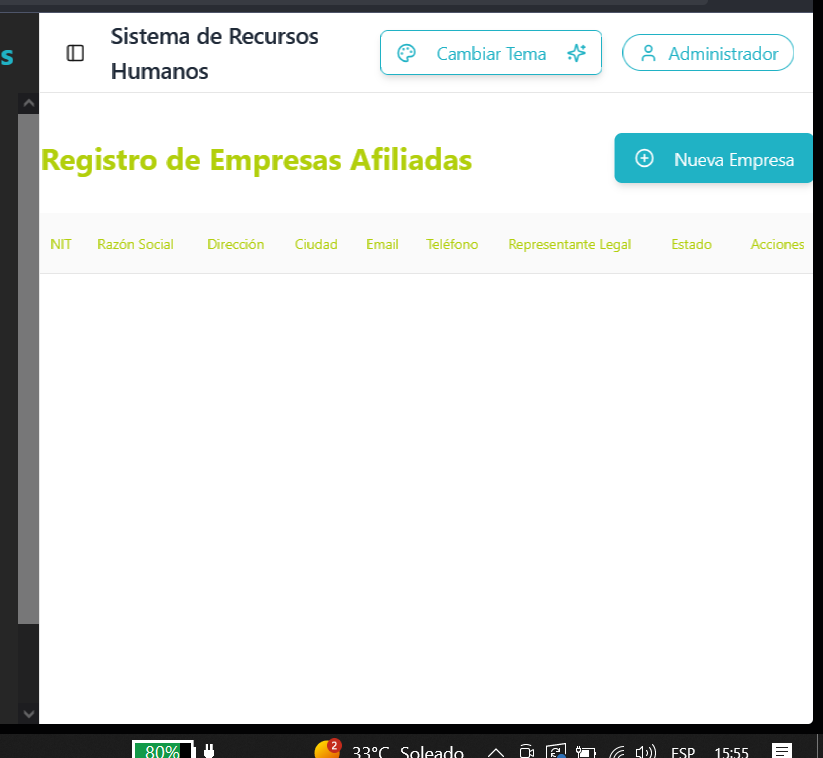 s
Sistema de Recursos
Humanos
Cambiar Tema
Administrador
Registro de Empresas Afiliadas
Nueva Empresa
NIT Razón Social Dirección Ciudad Email Teléfono Representante Legal Estado Acciones
80% 2 33°C Soleado ESP 15:55